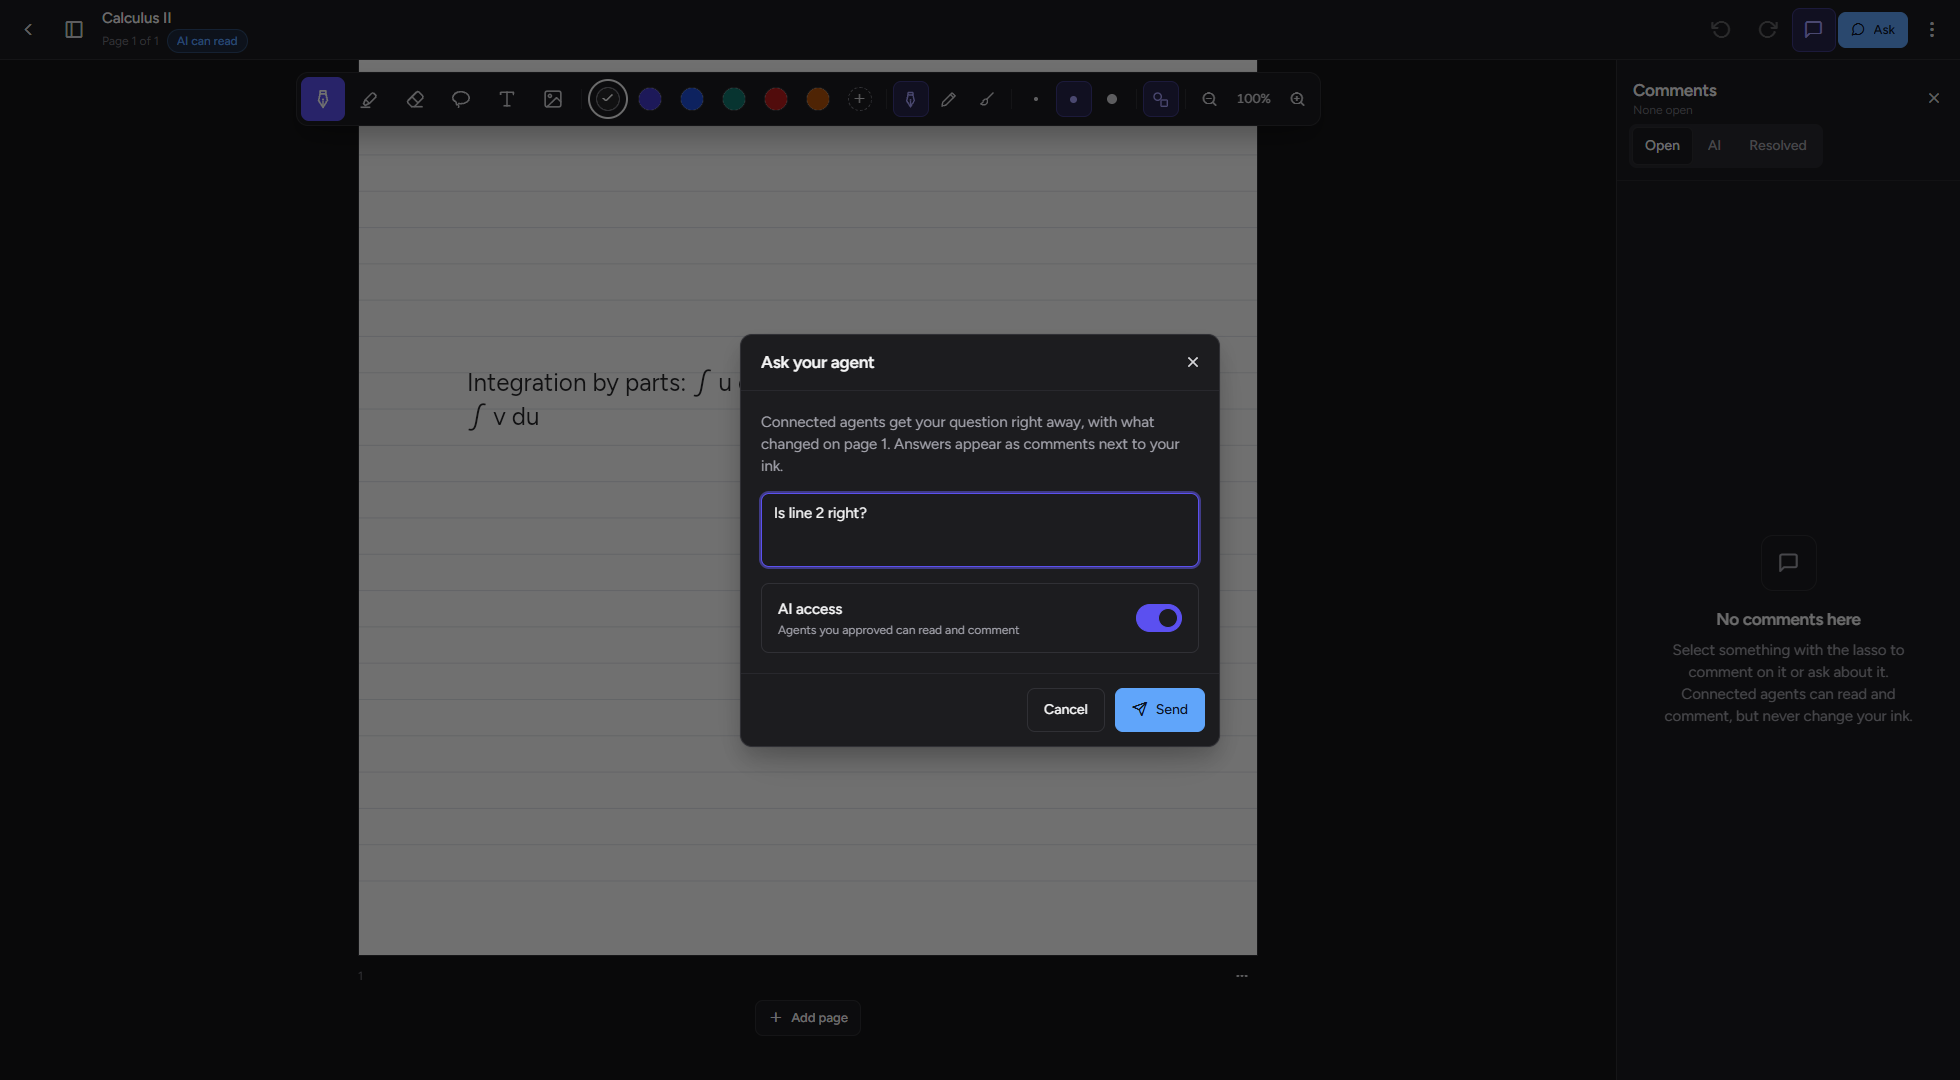 Calculus II
Page 1 of 1 AI can read
Ask
100%
Comments
None open
Open AI Resolved
Integration by parts: ∫ u
∫ v du
Ask your agent
Connected agents get your question right away, with what
changed on page 1. Answers appear as comments next to your
ink.
Is line 2 right?
AI access
Agents you approved can read and comment
Cancel Send
No comments here
Select something with the lasso to
comment on it or ask about it.
Connected agents can read and
comment, but never change your ink.
1
Add page